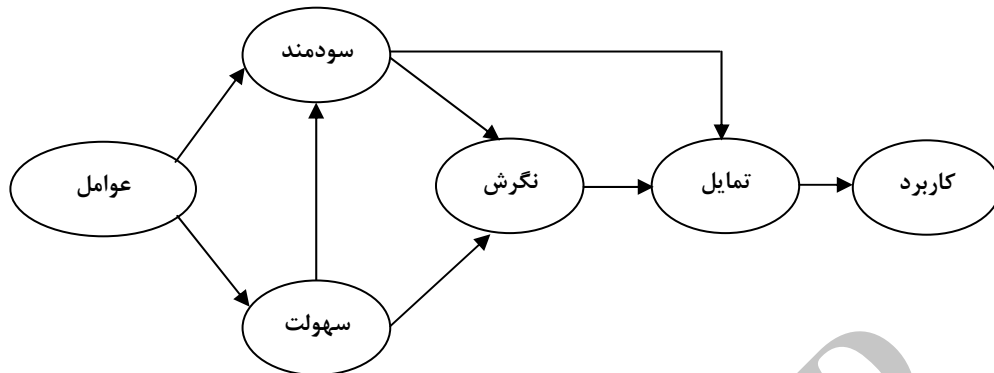 سودمند
عوامل
نگرش
تمایل
کاربرد
سهولت